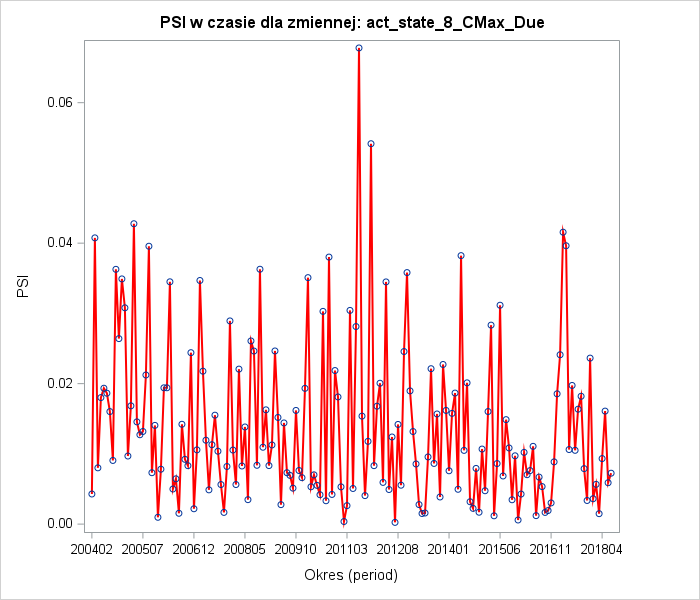 PSI w czasie dla zmiennej: act_state_8_CMax_Due
0.06
0.04
0.02
0.00
PSI
200402 200507 200612 200805 200910 201103 201208 201401 201506 201611 201804
Okres (period)